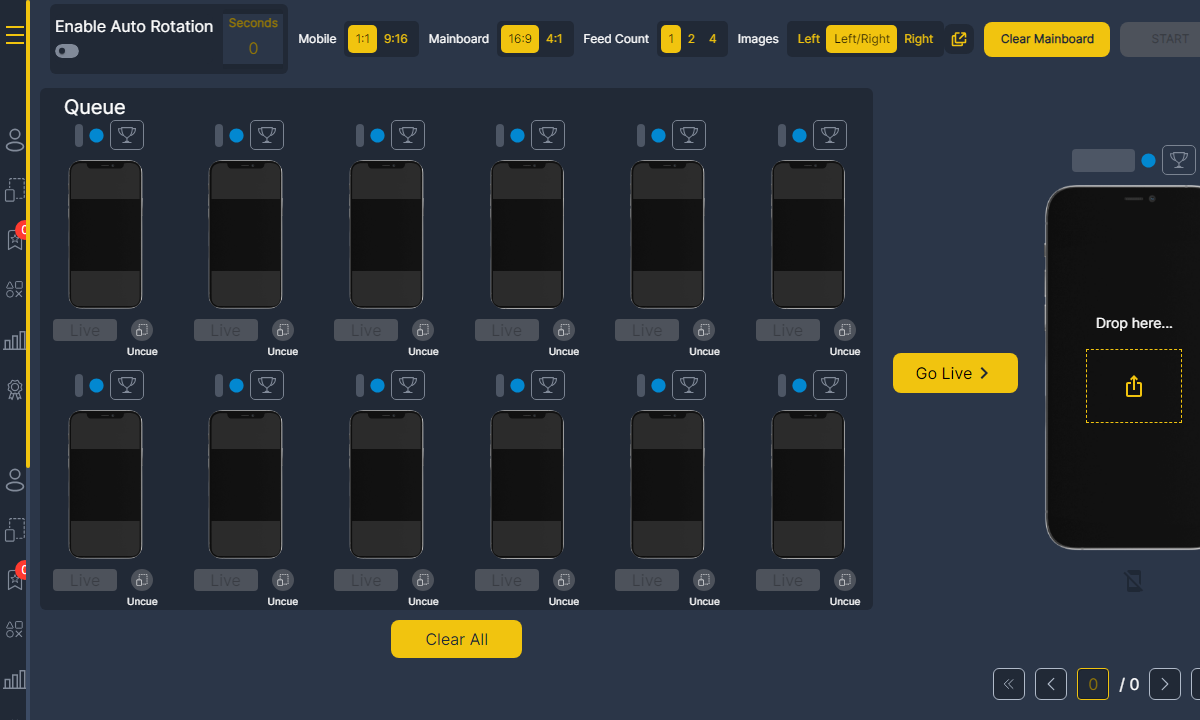 Enable Auto Rotation
Seconds
0
Mobile 1:1 9:16 Mainboard 16:9 4:1 Feed Count 1 2 4 Images Left Left/Right Right Clear Mainboard START
Queue
Live Live Live Live Live Live
Uncue Uncue Uncue Uncue Uncue Uncue
Drop here...
Go Live
Live Live Live Live Live Live
Uncue Uncue Uncue Uncue Uncue Uncue
Clear All
0 / 0